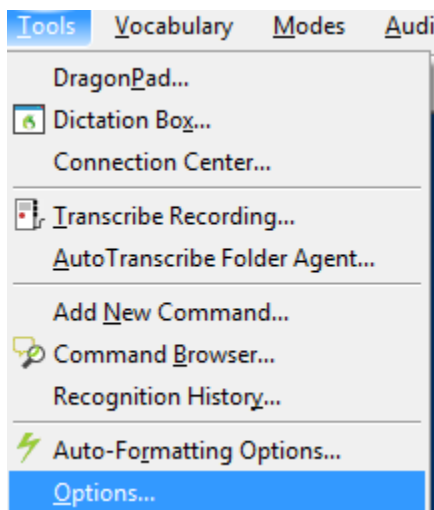 Tools Vocabulary Modes Audi
DragonPad...
Dictation Box...
Connection Center...
Transcribe Recording...
AutoTranscribe Folder Agent...
Add New Command...
Command Browser...
Recognition History...
Auto-Formatting Options...
Options...